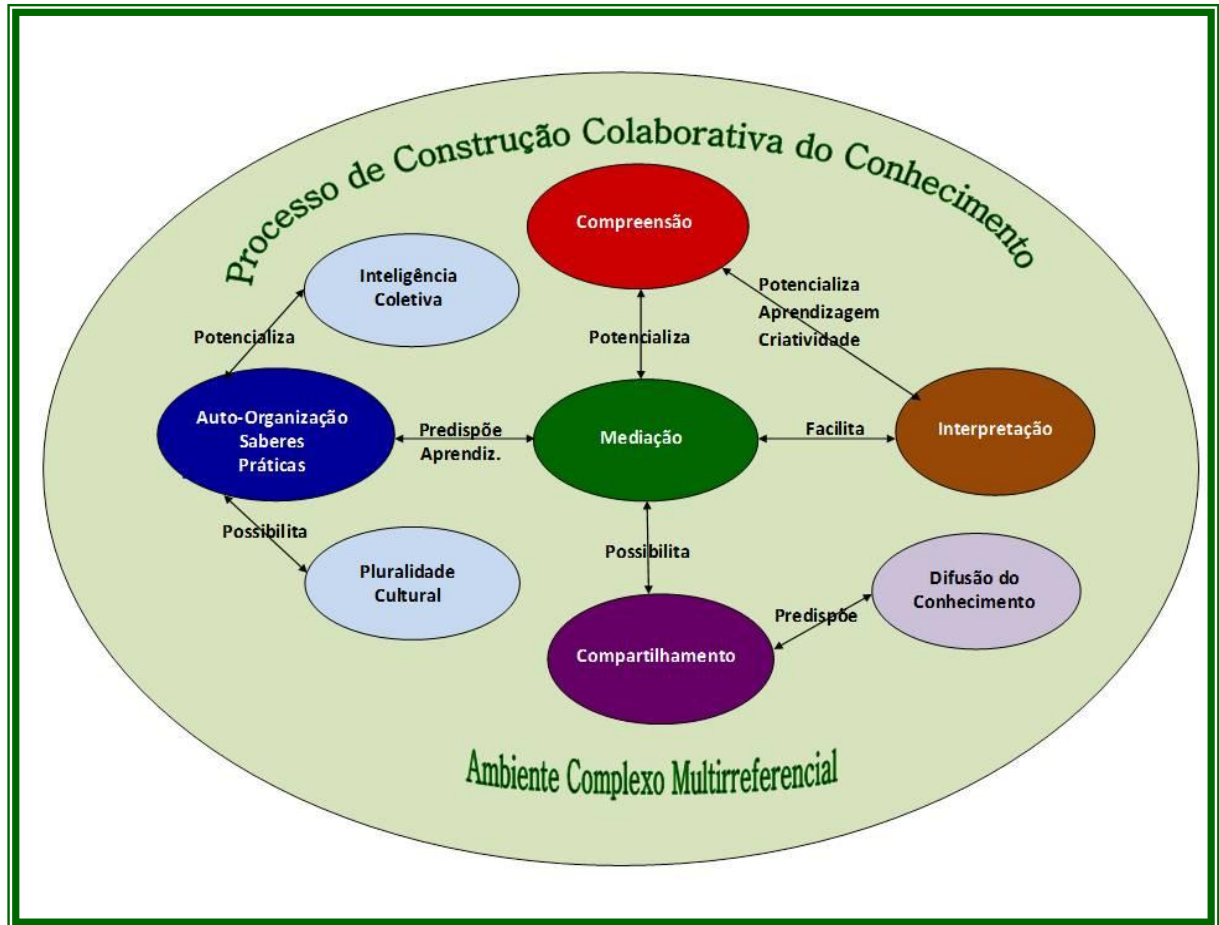 Processo de Construção Colaborativa do Conhecimento
Compreensão
Inteligência
Coletiva
Potencializa
Aprendizagem
Criatividade
Potencializa
Potencializa
Auto-Organização
Saberes
Práticas
Predispõe
Aprendiz.
Mediação
Facilita
Interpretação
Possibilita
Possibilita
Pluralidade
Cultural
Difusão do
Conhecimento
Predispõe
Compartilhamento
Ambiente Complexo Multirreferencial